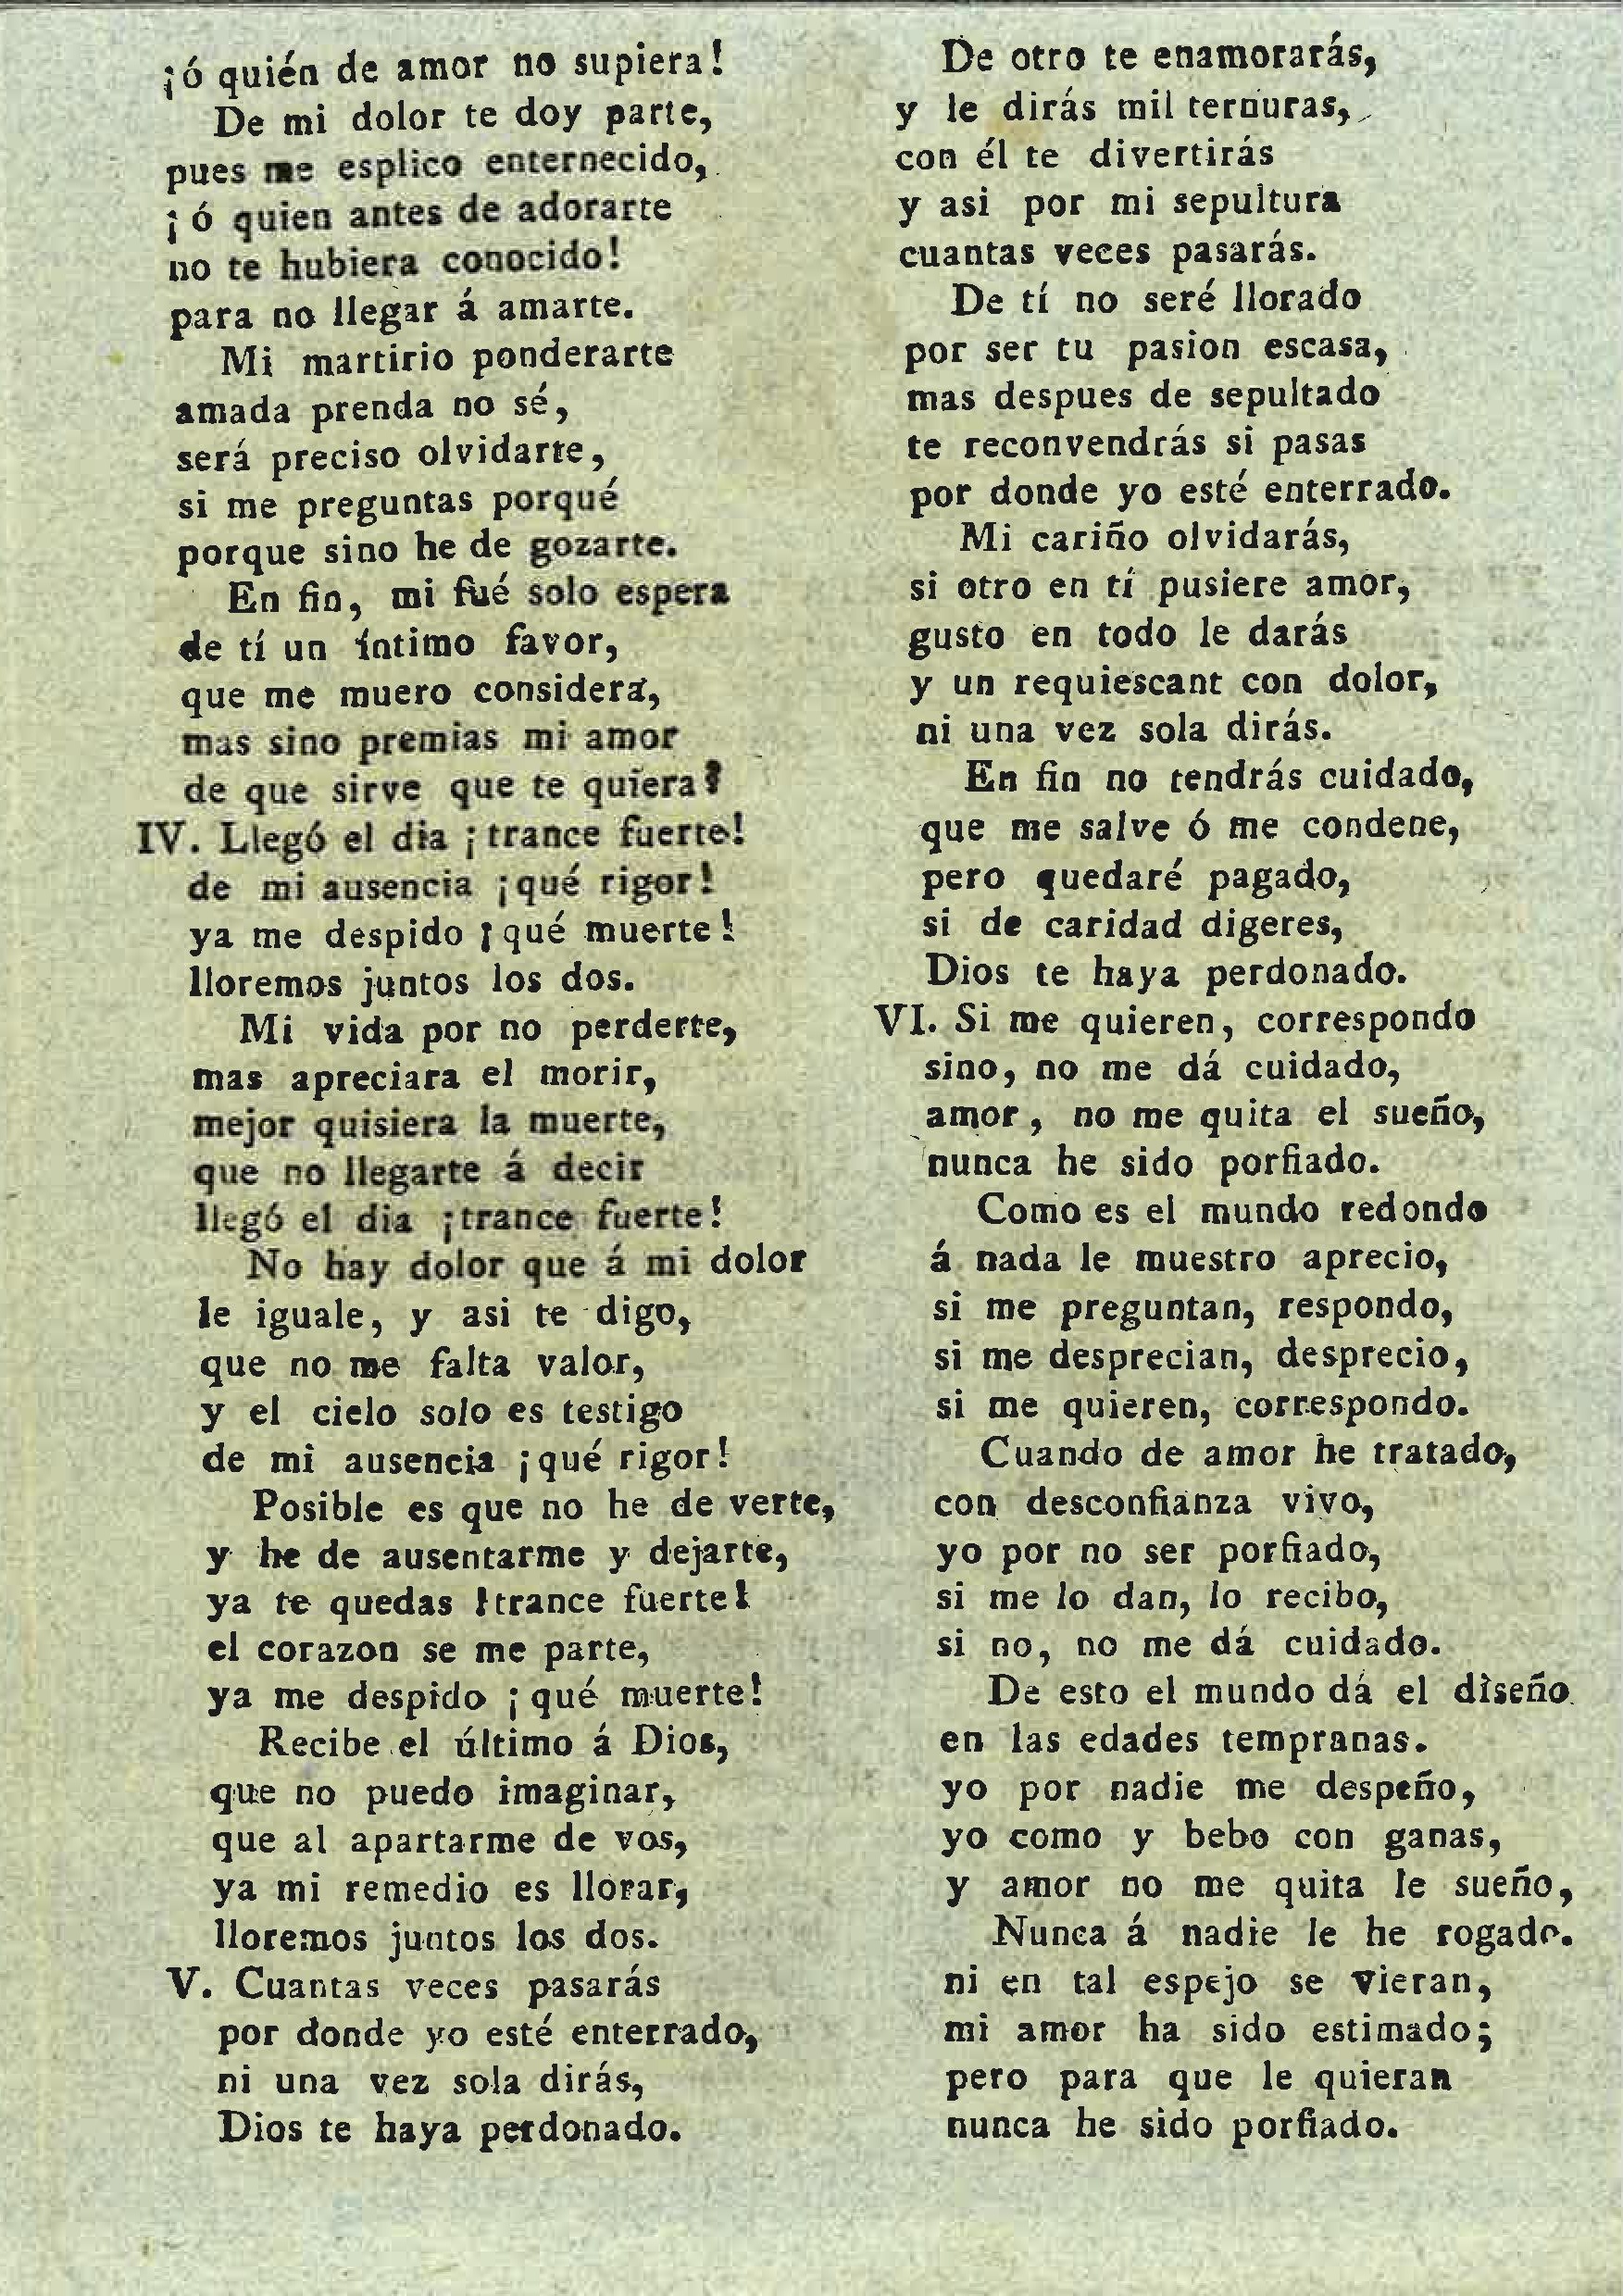 ¡ó quién de amor no supiera!
De mi dolor te doy parte,
pues me esplico enternecido,
¡ó quien antes de adorarte
no te hubiera conocido!
para no llegar á amarte.
Mi martirio ponderarte
amada prenda no sé,
será preciso olvidarte,
si me preguntas porqué
porque sino he de gozarte.
En fin, mi fué solo espera
de tí un íntimo favor,
que me muero considera,
mas sino premias mi amor
de que sirve que te quiera?
IV. Llegó el dia ¡trance fuerte!
de mi ausencia ¡qué rigor!
ya me despido ¡qué muerte!
lloremos juntos los dos.
Mi vida por no perderte,
mas apreciara el morir,
mejor quisiera la muerte,
que no llegarte á decir
llegó el dia ¡trance fuerte!
No hay dolor que á mi dolor
le iguale, y asi te digo,
que no me falta valor,
y el cielo solo es testigo
de mi ausencia ¡qué rigor!
Posible es que no he de verte,
y he de ausentarme y dejarte,
ya te quedas !trance fuerte!
el corazon se me parte,
ya me despido ¡qué muerte!
Recibe el último á Dios,
que no puedo imaginar,
que al apartarme de vos,
ya mi remedio es llorar,
lloremos juntos los dos.
V. Cuantas veces pasarás
por donde yo esté enterrado,
ni una vez sola dirás,
Dios te haya perdonado.
De otro te enamorarás,
y le dirás mil ternuras,
con él te divertirás
y asi por mi sepultura
cuantas veces pasarás.
De tí no seré llorado
por ser tu pasion escasa,
mas despues de sepultado
te reconvendrás si pasas
por donde yo esté enterrado.
Mi cariño olvidarás,
si otro en tí pusiere amor,
gusto en todo le darás
y un requiescant con dolor,
ni una vez sola dirás.
En fin no tendrás cuidado,
que me salve ó me condene,
pero quedaré pagado,
si de caridad digeres,
Dios te haya perdonado.
VI. Si me quieren, correspondo
sino, no me dá cuidado,
amor, no me quita el sueño,
nunca he sido porfiado.
Como es el mundo redondo
á nada le muestro aprecio,
si me preguntan, respondo,
si me desprecian, desprecio,
si me quieren, correspondo.
Cuando de amor he tratado,
con desconfianza vivo,
yo por no ser porfiado,
si me lo dan, lo recibo,
si no, no me dá cuidado.
De esto el mundo dá el diseño
en las edades tempranas.
yo por nadie me despeño,
yo como y bebo con ganas,
y amor no me quita le sueño,
Nunca á nadie le he rogado.
ni en tal espejo se vieran,
mi amor ha sido estimado;
pero para que le quieran
nunca he sido porfiado.